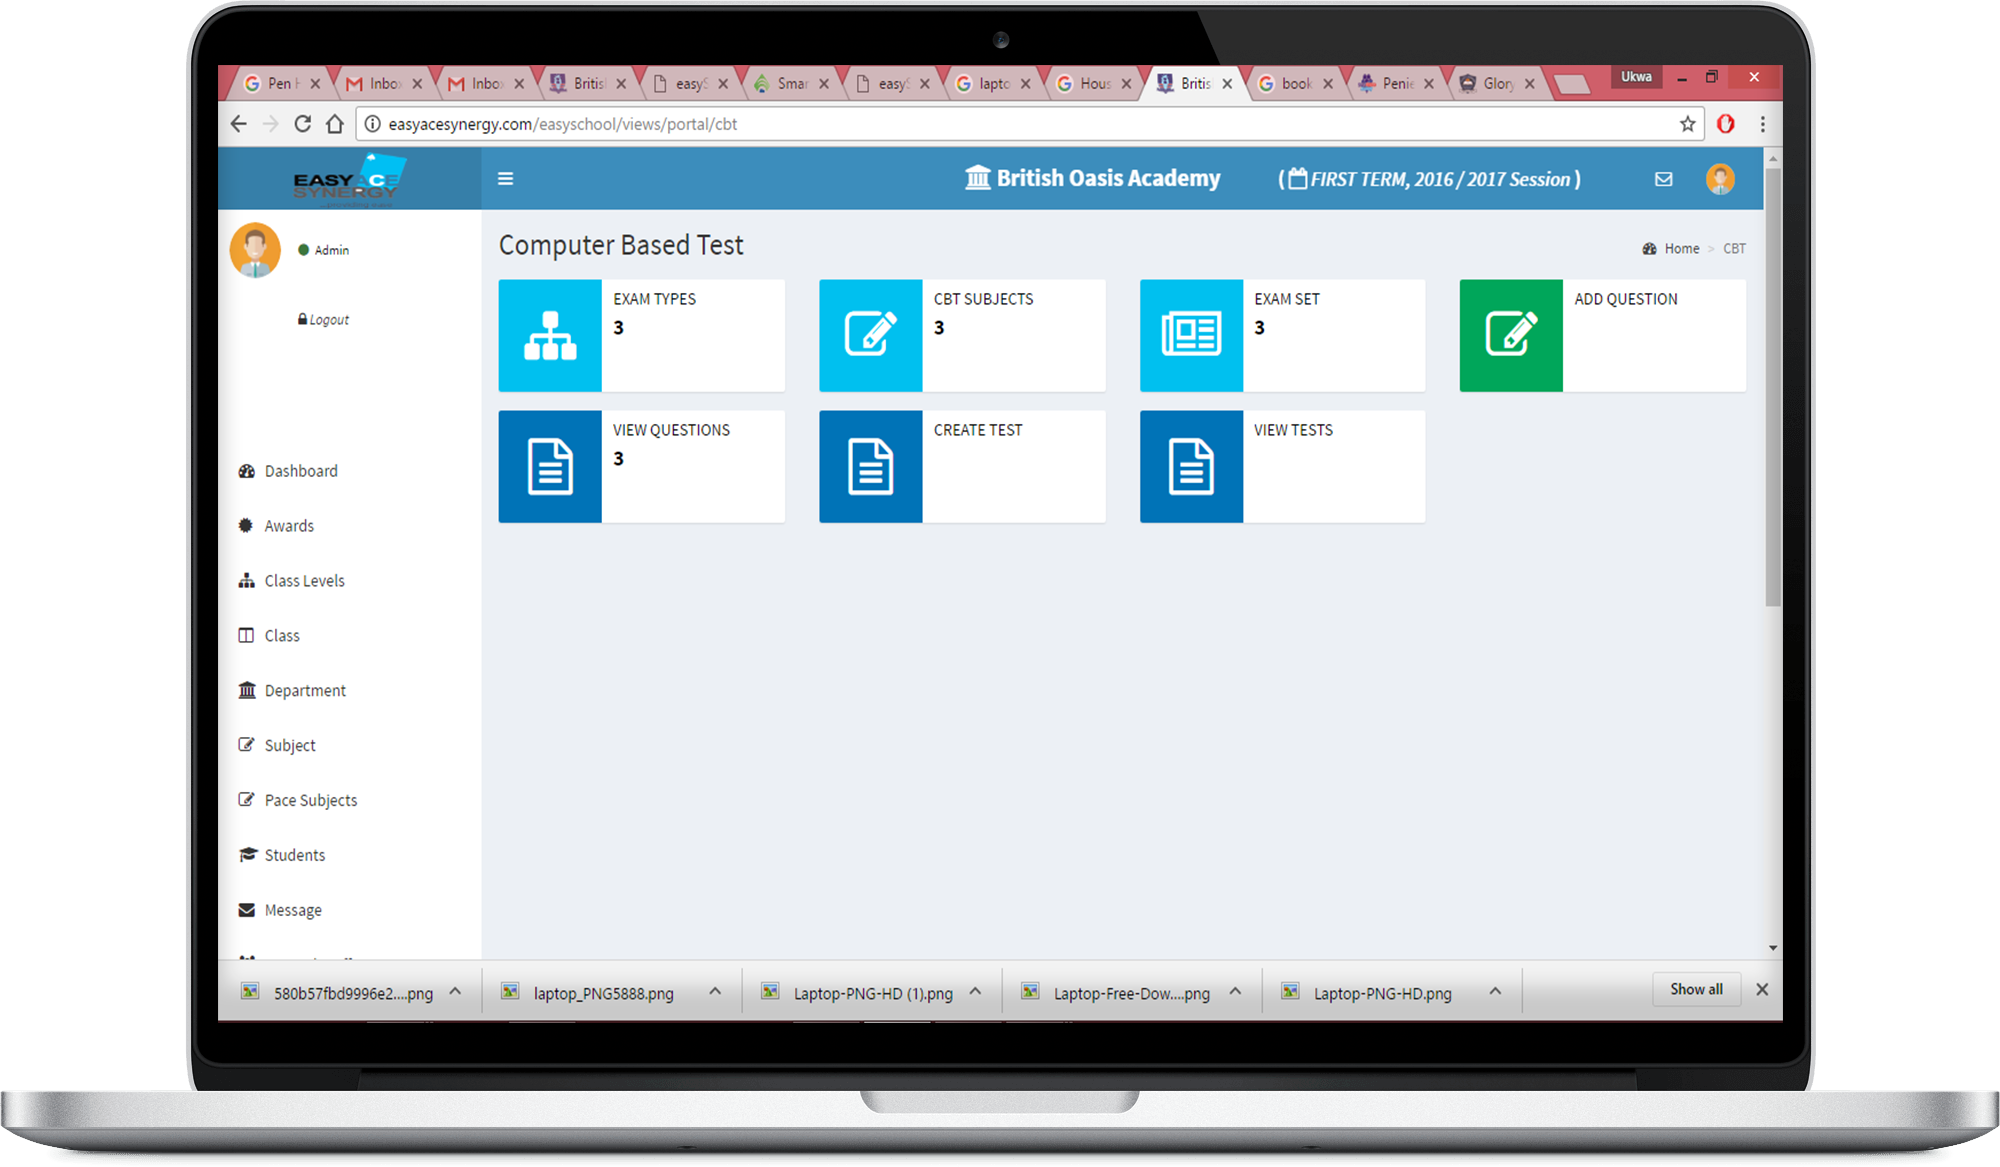 Pen
Inbo
Inbo
Britis
easyS
Smar
easyS
lapto
Hous
Britis
book
Penie
Glory
Ukwa
easyacesynergy.com/easyschool/views/portal/cbt
EASY ACE
SYNERGY
British Oasis Academy
( FIRST TERM, 2016 / 2017 Session )
Admin
Logout
Computer Based Test
Home > CBT
EXAM TYPES
3
CBT SUBJECTS
3
EXAM SET
3
ADD QUESTION
VIEW QUESTIONS
3
CREATE TEST
VIEW TESTS
Dashboard
Awards
Class Levels
Class
Department
Subject
Pace Subjects
Students
Message
580b57fbd9996e2....png
laptop_PNG5888.png
Laptop-PNG-HD (1).png
Laptop-Free-Dow....png
Laptop-PNG-HD.png
Show all